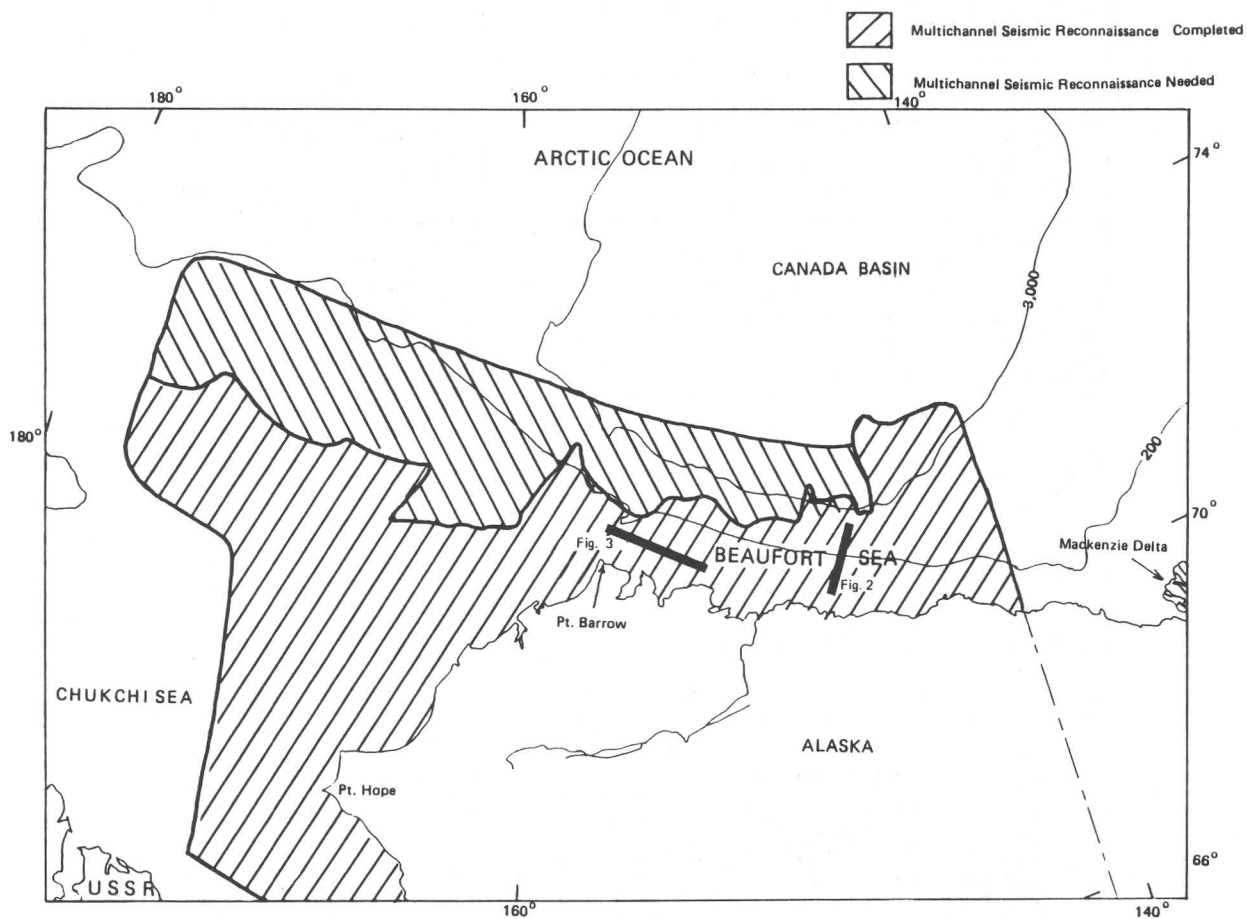 Multichannel Seismic Reconnaissance Completed
Multichannel Seismic Reconnaissance Needed
180°
160°
140°
ARCTIC OCEAN
74°
CANADA BASIN
3,000
180°
200
70°
Fig. 3
BEAUFORT SEA
Mackenzie Delta
Fig. 2
Pt. Barrow
CHUKCHI SEA
ALASKA
Pt. Hope
66°
USSR
160°
140°